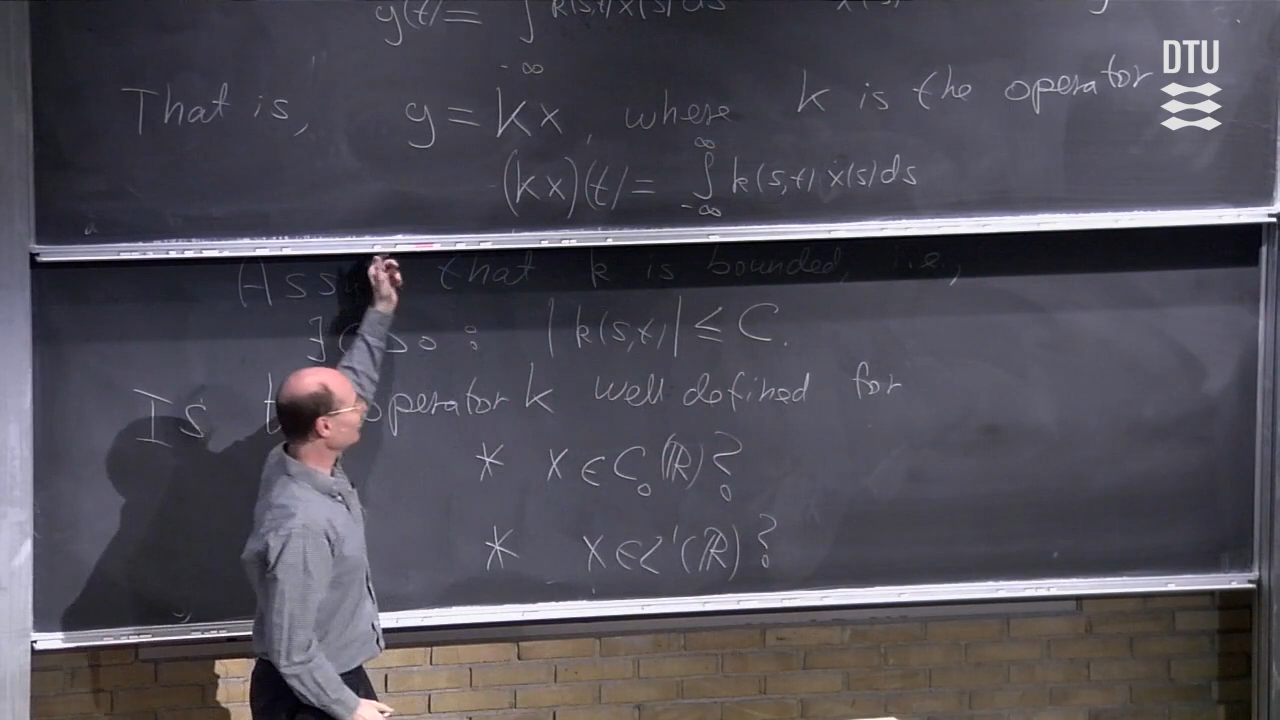 y(t) = ∫ k(s,t) x(s) ds
-∞
DTU
That is, y = Kx, where K is the operator
(Kx)(t) = ∫_{-∞}^{∞} k(s,t) x(s) ds
that k is bounded, i.e.,
∃ C > 0 : |k(s,t)| ≤ C.
Is operator K well defined for
* x ∈ C₀(ℝ)?
* x ∈ L¹(ℝ)?